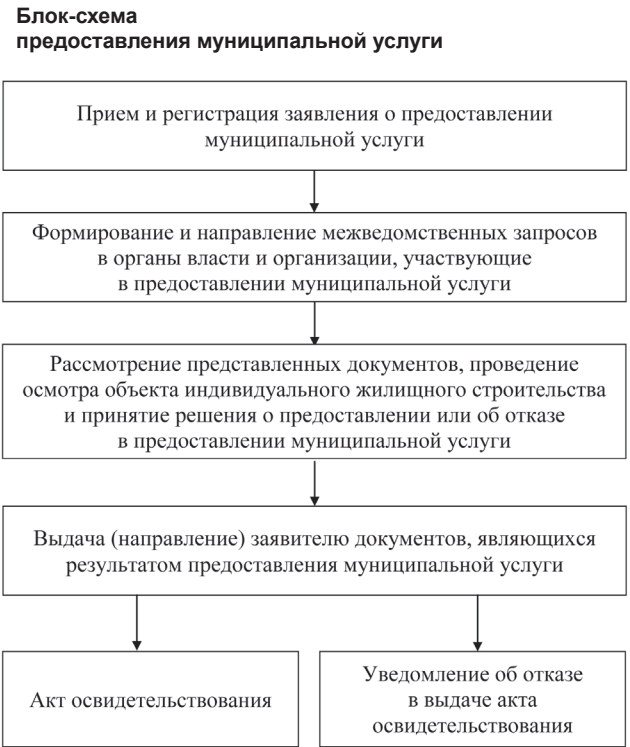 Блок-схема
предоставления муниципальной услуги
Прием и регистрация заявления о предоставлении
муниципальной услуги
Формирование и направление межведомственных запросов
в органы власти и организации, участвующие
в предоставлении муниципальной услуги
Рассмотрение представленных документов, проведение
осмотра объекта индивидуального жилищного строительства
и принятие решения о предоставлении или об отказе
в предоставлении муниципальной услуги
Выдача (направление) заявителю документов, являющихся
результатом предоставления муниципальной услуги
Акт освидетельствования
Уведомление об отказе
в выдаче акта
освидетельствования